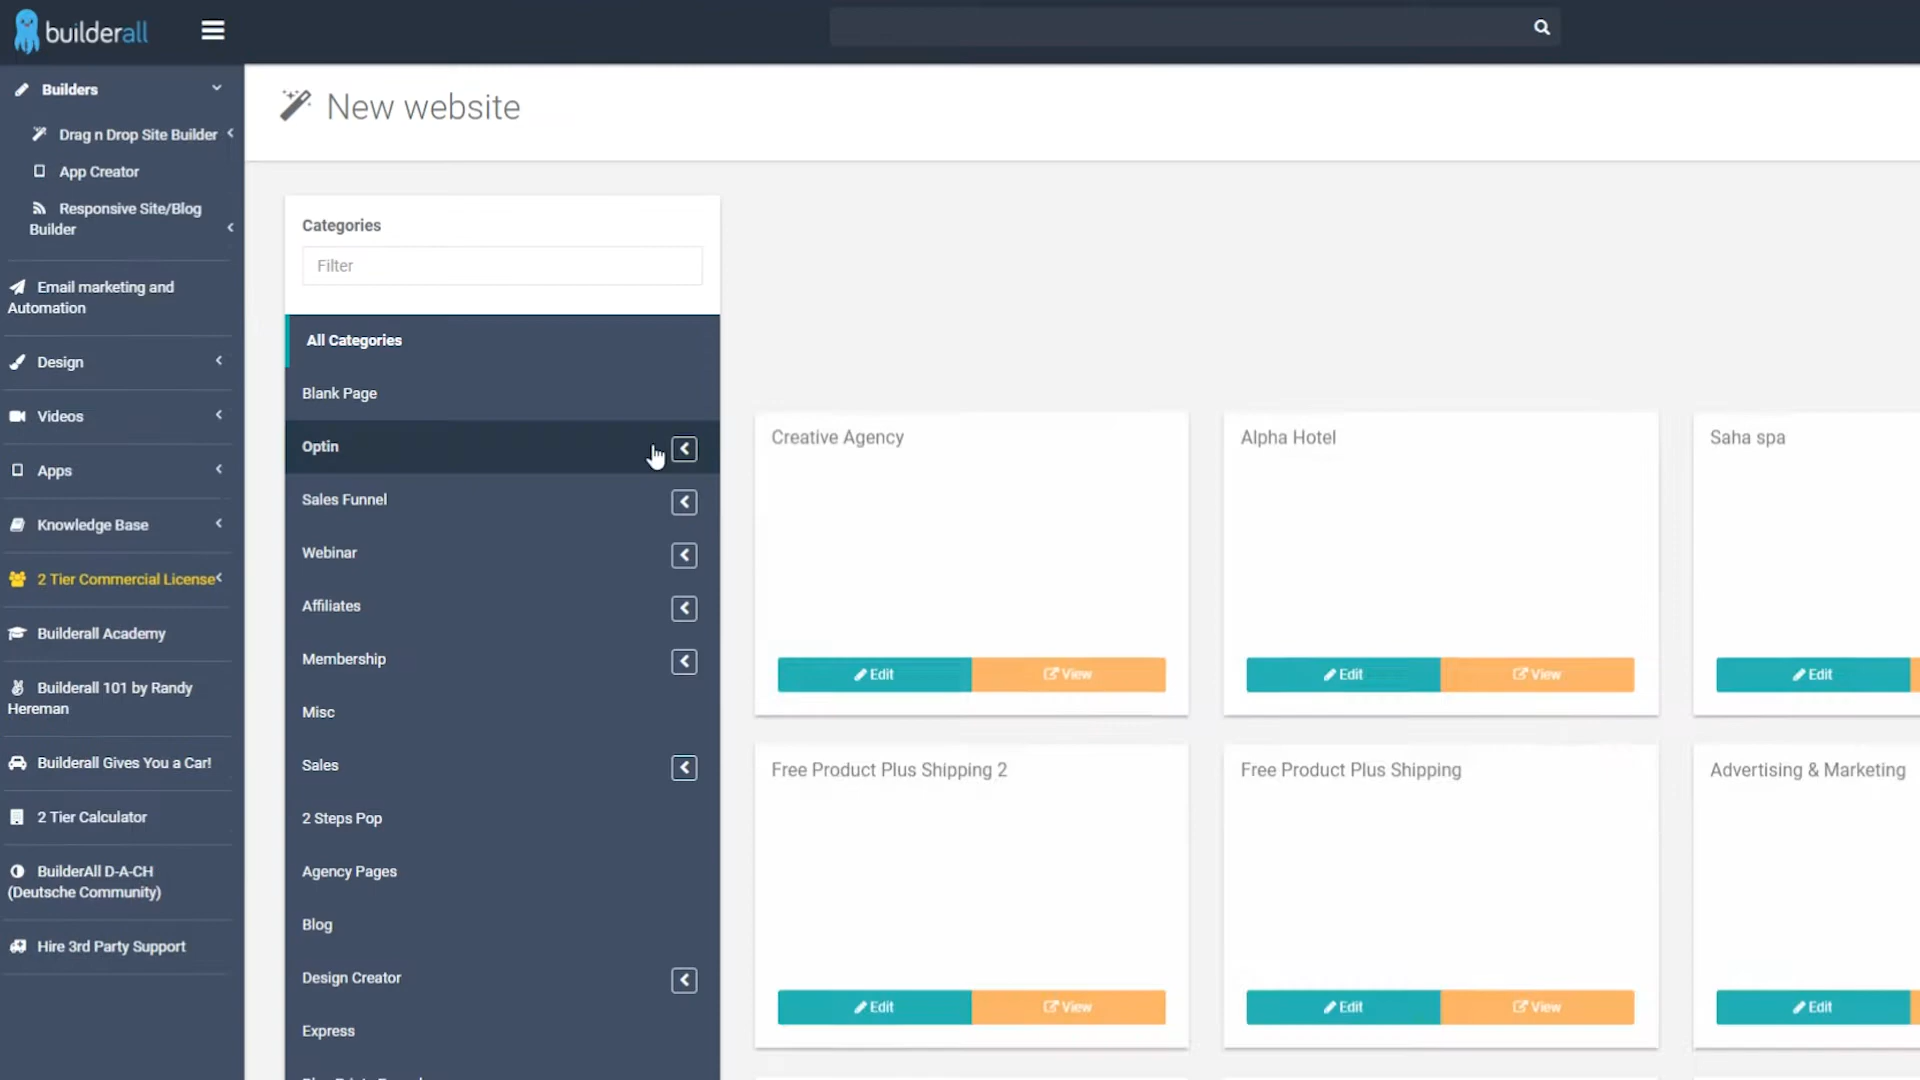 builderall
Builders
Drag n Drop Site Builder
App Creator
Responsive Site/Blog
Builder
Email marketing and
Automation
Design
Videos
Apps
Knowledge Base
2 Tier Commercial License
Builderall Academy
Builderall 101 by Randy
Hereman
Builderall Gives You a Car!
2 Tier Calculator
BuilderAll D-A-CH
(Deutsche Community)
Hire 3rd Party Support
New website
Categories
Filter
All Categories
Blank Page
Optin
Sales Funnel
Webinar
Affiliates
Membership
Misc
Sales
2 Steps Pop
Agency Pages
Blog
Design Creator
Express
Creative Agency
Edit View
Alpha Hotel
Edit View
Saha spa
Edit
Free Product Plus Shipping 2
Edit View
Free Product Plus Shipping
Edit View
Advertising & Marketing
Edit